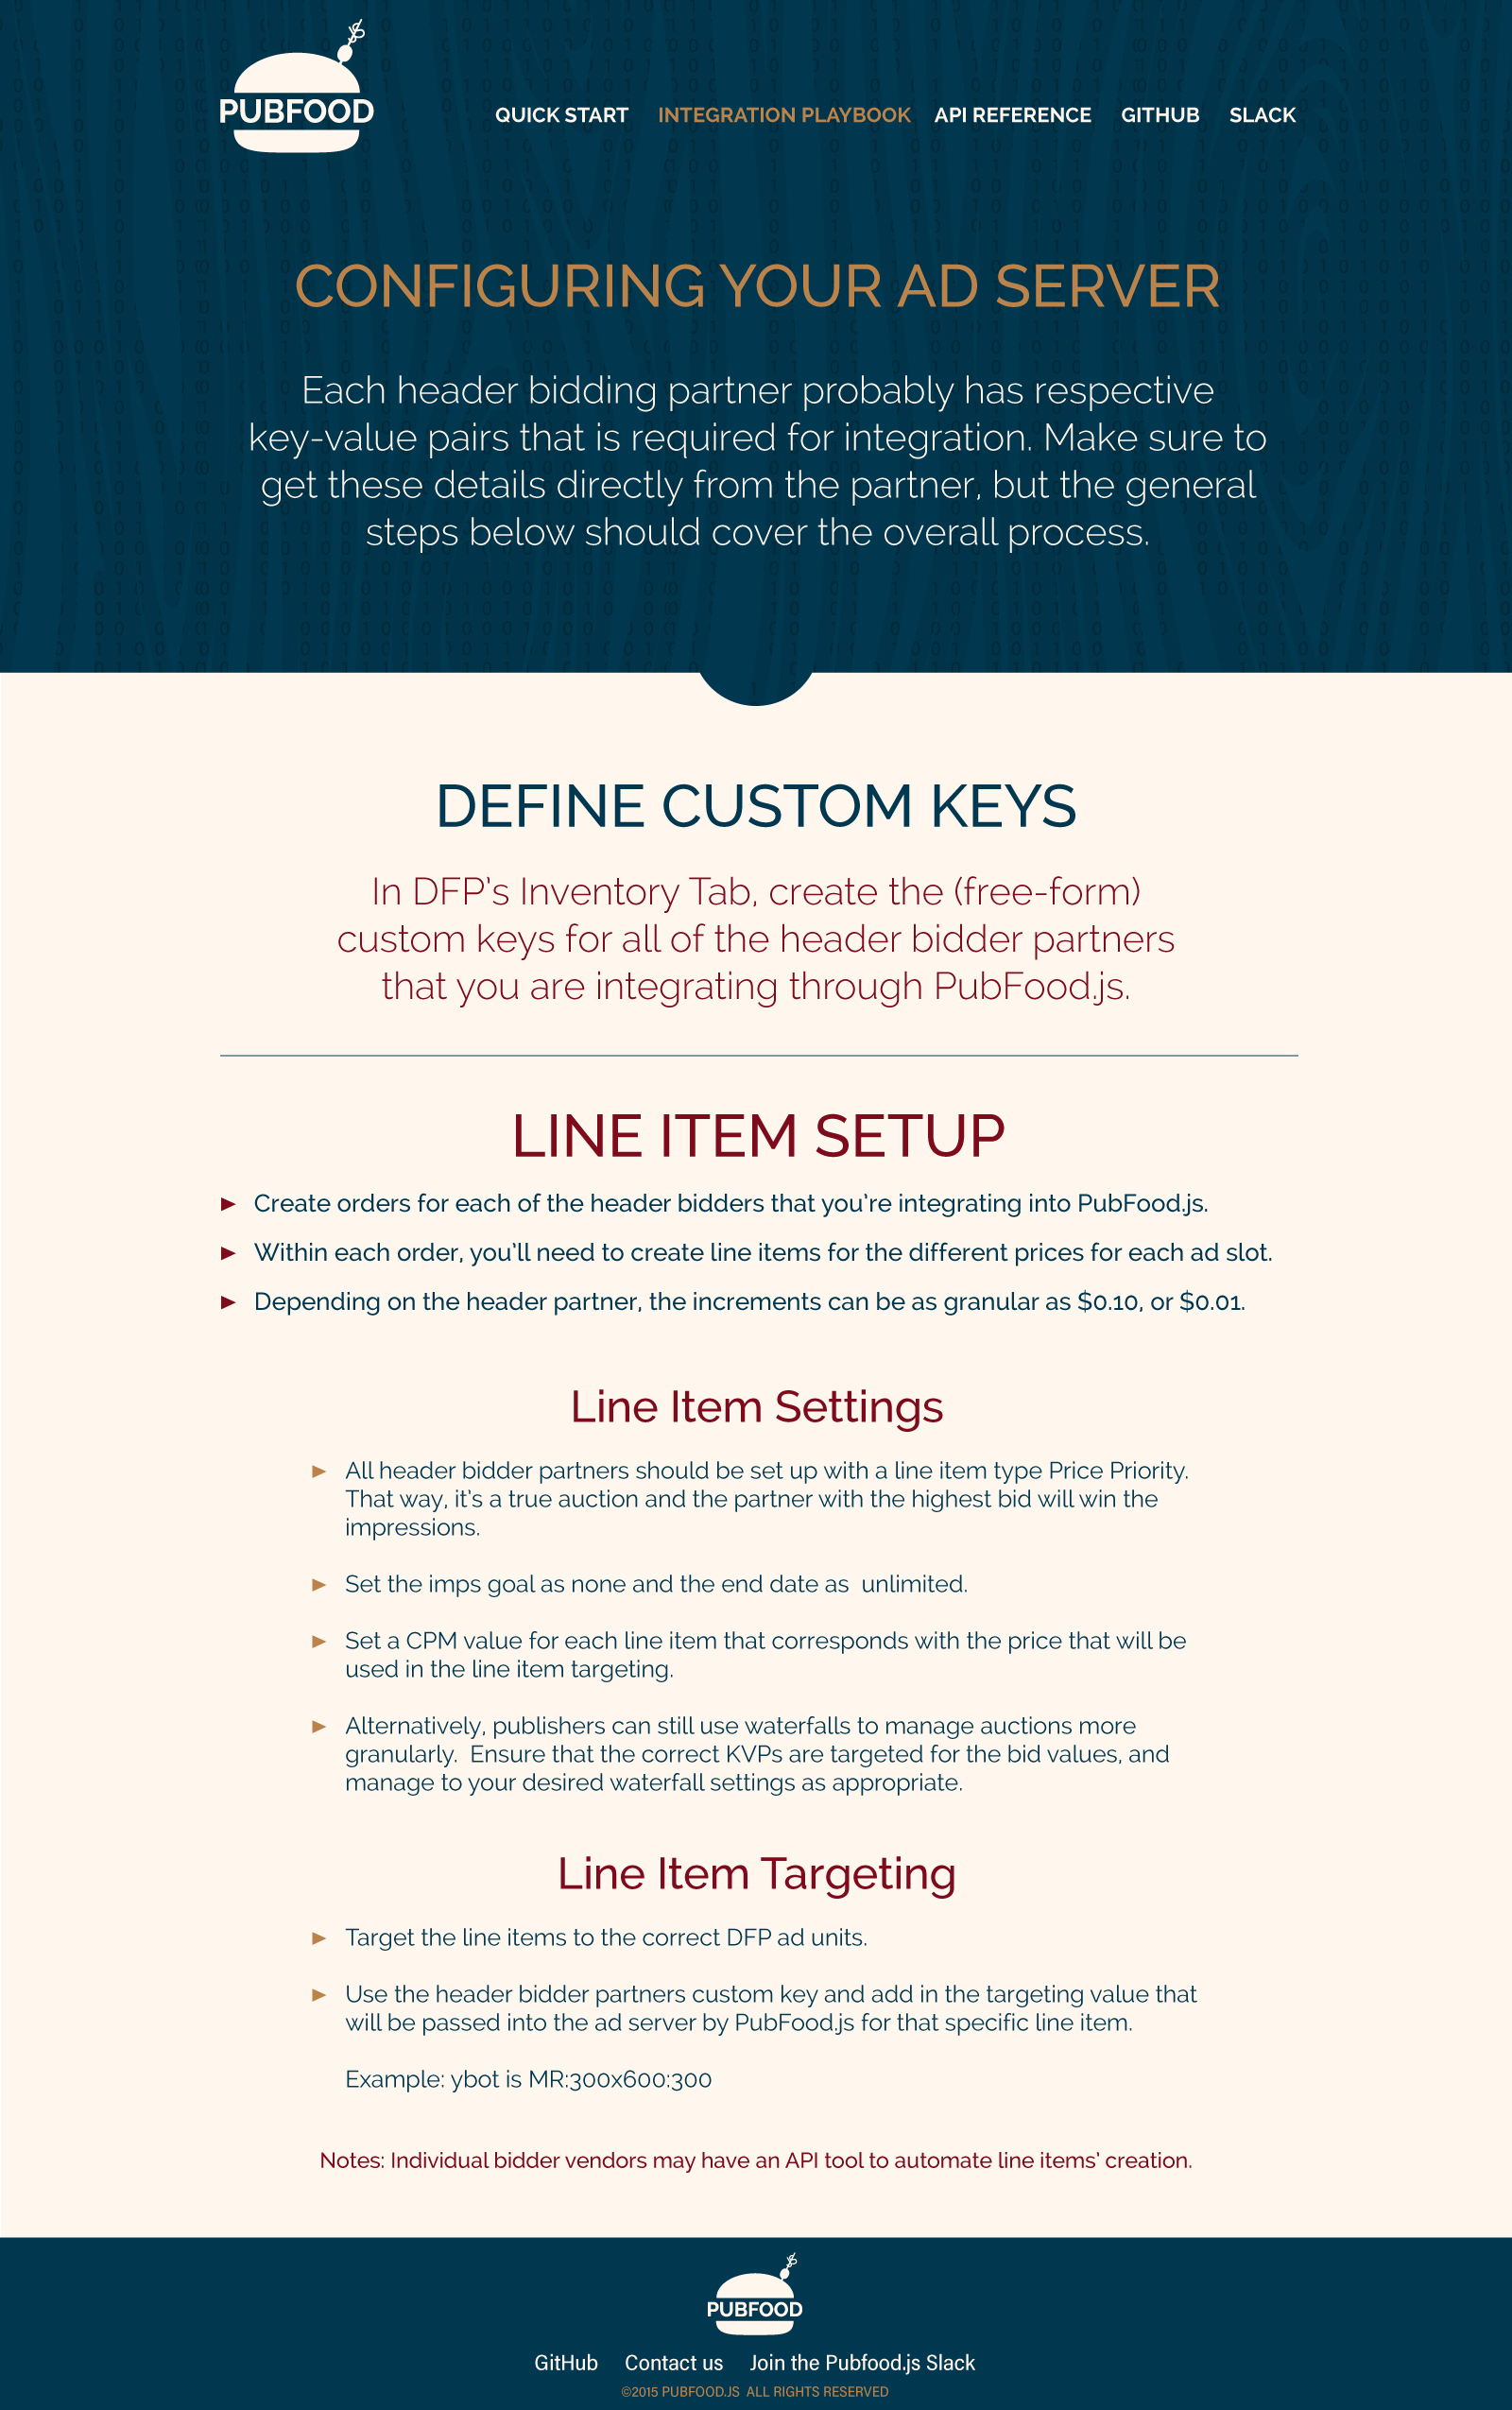 PUBFOOD
QUICK START INTEGRATION PLAYBOOK API REFERENCE GITHUB SLACK
CONFIGURING YOUR AD SERVER
Each header bidding partner probably has respective
key-value pairs that is required for integration. Make sure to
get these details directly from the partner, but the general
steps below should cover the overall process.
DEFINE CUSTOM KEYS
In DFP's Inventory Tab, create the (free-form)
custom keys for all of the header bidder partners
that you are integrating through PubFood.js.
LINE ITEM SETUP
► Create orders for each of the header bidders that you're integrating into PubFood.js.
► Within each order, you'll need to create line items for the different prices for each ad slot.
► Depending on the header partner, the increments can be as granular as $0.10, or $0.01.
Line Item Settings
► All header bidder partners should be set up with a line item type Price Priority.
That way, it's a true auction and the partner with the highest bid will win the
impressions.
► Set the imps goal as none and the end date as  unlimited.
► Set a CPM value for each line item that corresponds with the price that will be
used in the line item targeting.
► Alternatively, publishers can still use waterfalls to manage auctions more
granularly.  Ensure that the correct KVPs are targeted for the bid values, and
manage to your desired waterfall settings as appropriate.
Line Item Targeting
► Target the line items to the correct DFP ad units.
► Use the header bidder partners custom key and add in the targeting value that
will be passed into the ad server by PubFood.js for that specific line item.
Example: ybot is MR:300x600:300
Notes: Individual bidder vendors may have an API tool to automate line items' creation.
PUBFOOD
GitHub Contact us Join the Pubfood.js Slack
©2015 PUBFOOD.JS  ALL RIGHTS RESERVED